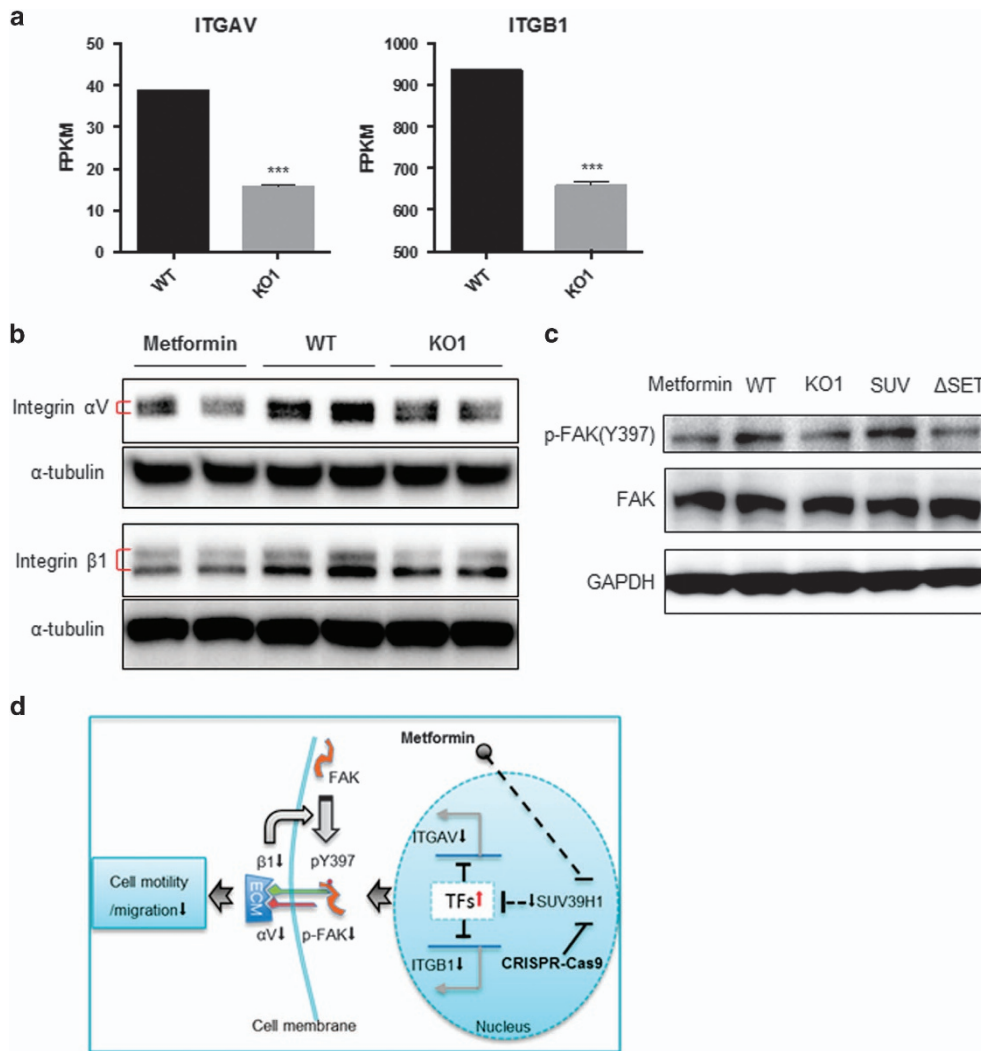 a
ITGAV
ITGB1
FPKM
50
40
30
20
10
0
***
WT
KO1
FPKM
1000
900
800
700
600
500
***
WT
KO1
b
Metformin WT KO1
Integrin αV
α-tubulin
Integrin β1
α-tubulin
c
Metformin WT KO1 SUV ΔSET
p-FAK(Y397)
FAK
GAPDH
d
Metformin
FAK
ITGAV↓
β1↓ pY397
Cell motility
/migration↓
ECM
TFs↑
↓SUV39H1
αV↓ p-FAK↓
ITGB1↓
CRISPR-Cas9
Cell membrane
Nucleus